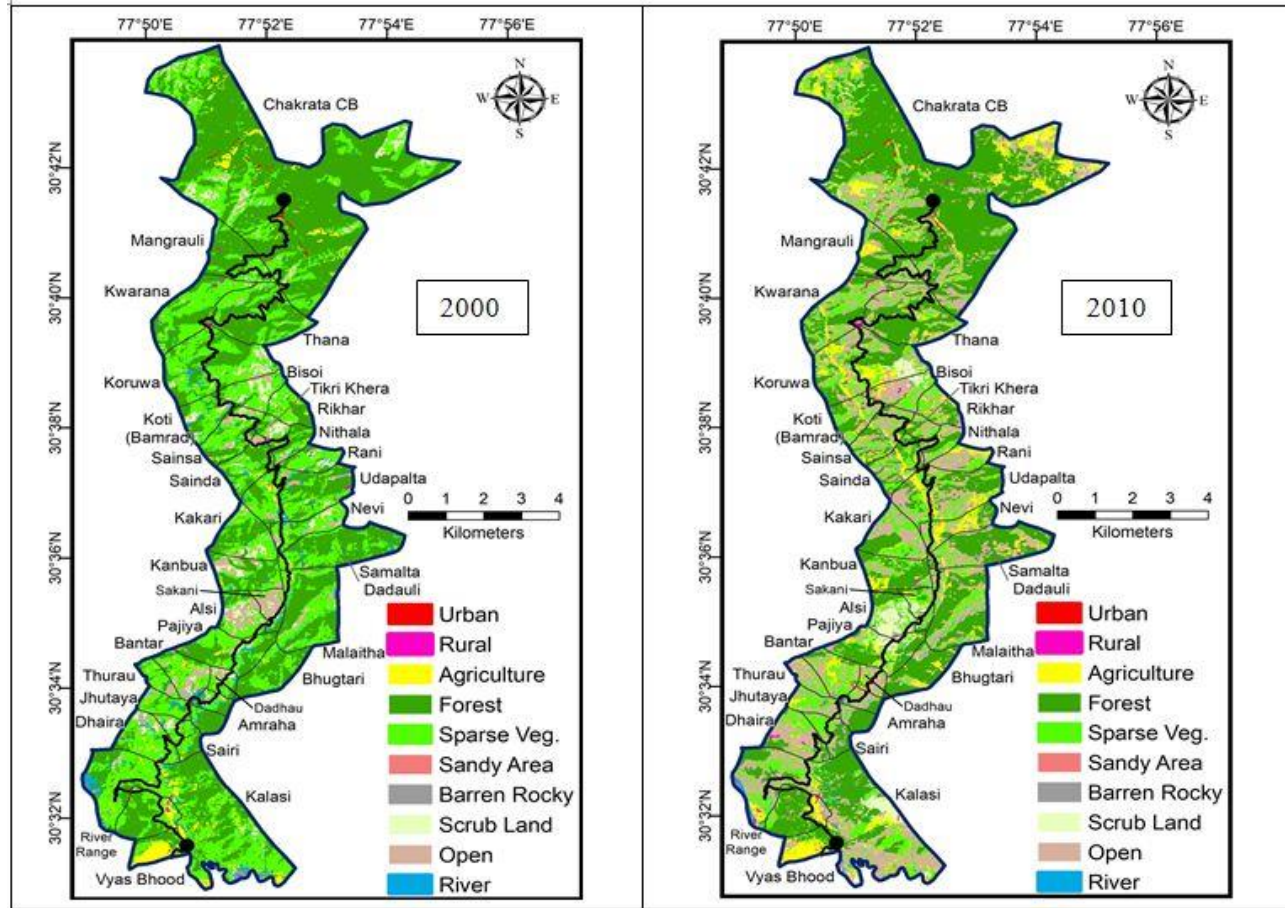 77°50'E 77°52'E 77°54'E 77°56'E
N
W E
S
Chakrata CB
30°42'N
Mangrauli
30°40'N
Kwarana
2000
Thana
Koruwa
Bisoi
Tikri Khera
Rikhar
30°38'N
Koti
(Bamrad)
Nithala
Sainsa
Rani
Sainda
Udapalta
0 1 2 3 4
Kilometers
Nevi
Kakari
30°36'N
Kanbua
Samalta
Sakani
Dadauli
Alsi
Pajiya
Bantar
Malaitha
30°34'N
Thurau
Bhugtari
Jhutaya
Dadhau
Dhaira
Amraha
Sairi
Kalasi
30°32'N
River
Range
Vyas Bhood
Urban
Rural
Agriculture
Forest
Sparse Veg.
Sandy Area
Barren Rocky
Scrub Land
Open
River
77°50'E 77°52'E 77°54'E 77°56'E
N
W E
S
Chakrata CB
30°42'N
Mangrauli
30°40'N
Kwarana
2010
Thana
Koruwa
Bisoi
Tikri Khera
Rikhar
30°38'N
Koti
(Bamrad)
Nithala
Sainsa
Rani
Sainda
Udapalta
0 1 2 3 4
Kilometers
Nevi
Kakari
30°36'N
Kanbua
Samalta
Sakani
Dadauli
Alsi
Pajiya
Bantar
Malaitha
30°34'N
Thurau
Bhugtari
Jhutaya
Dadhau
Dhaira
Amraha
Sairi
Kalasi
30°32'N
River
Range
Vyas Bhood
Urban
Rural
Agriculture
Forest
Sparse Veg.
Sandy Area
Barren Rocky
Scrub Land
Open
River